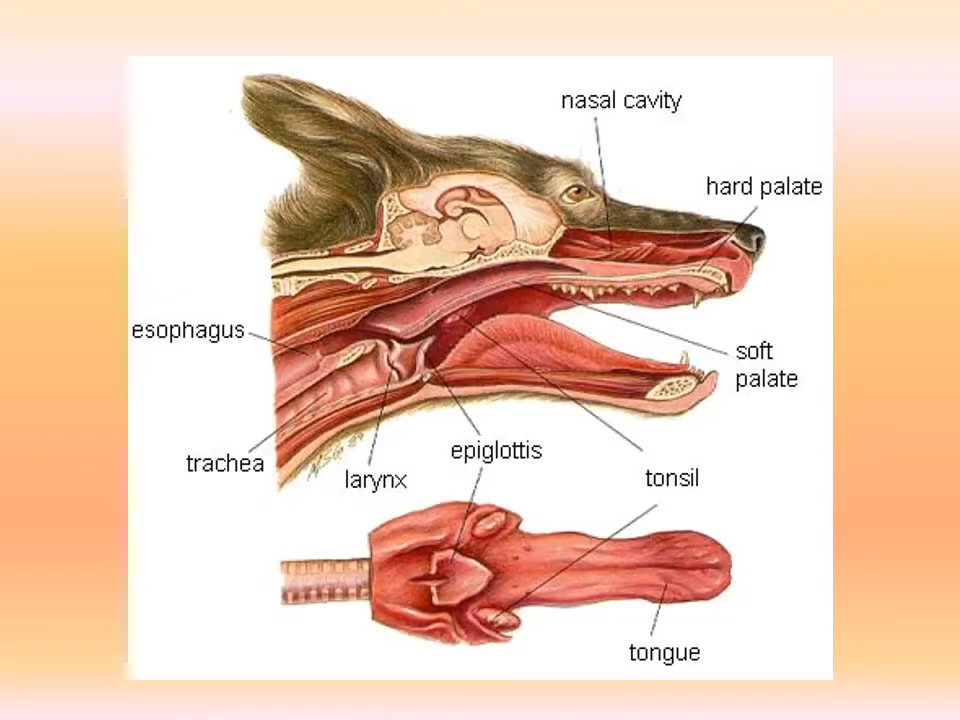 nasal cavity
hard palate
esophagus
soft
palate
trachea
larynx
epiglottis
tonsil
tongue